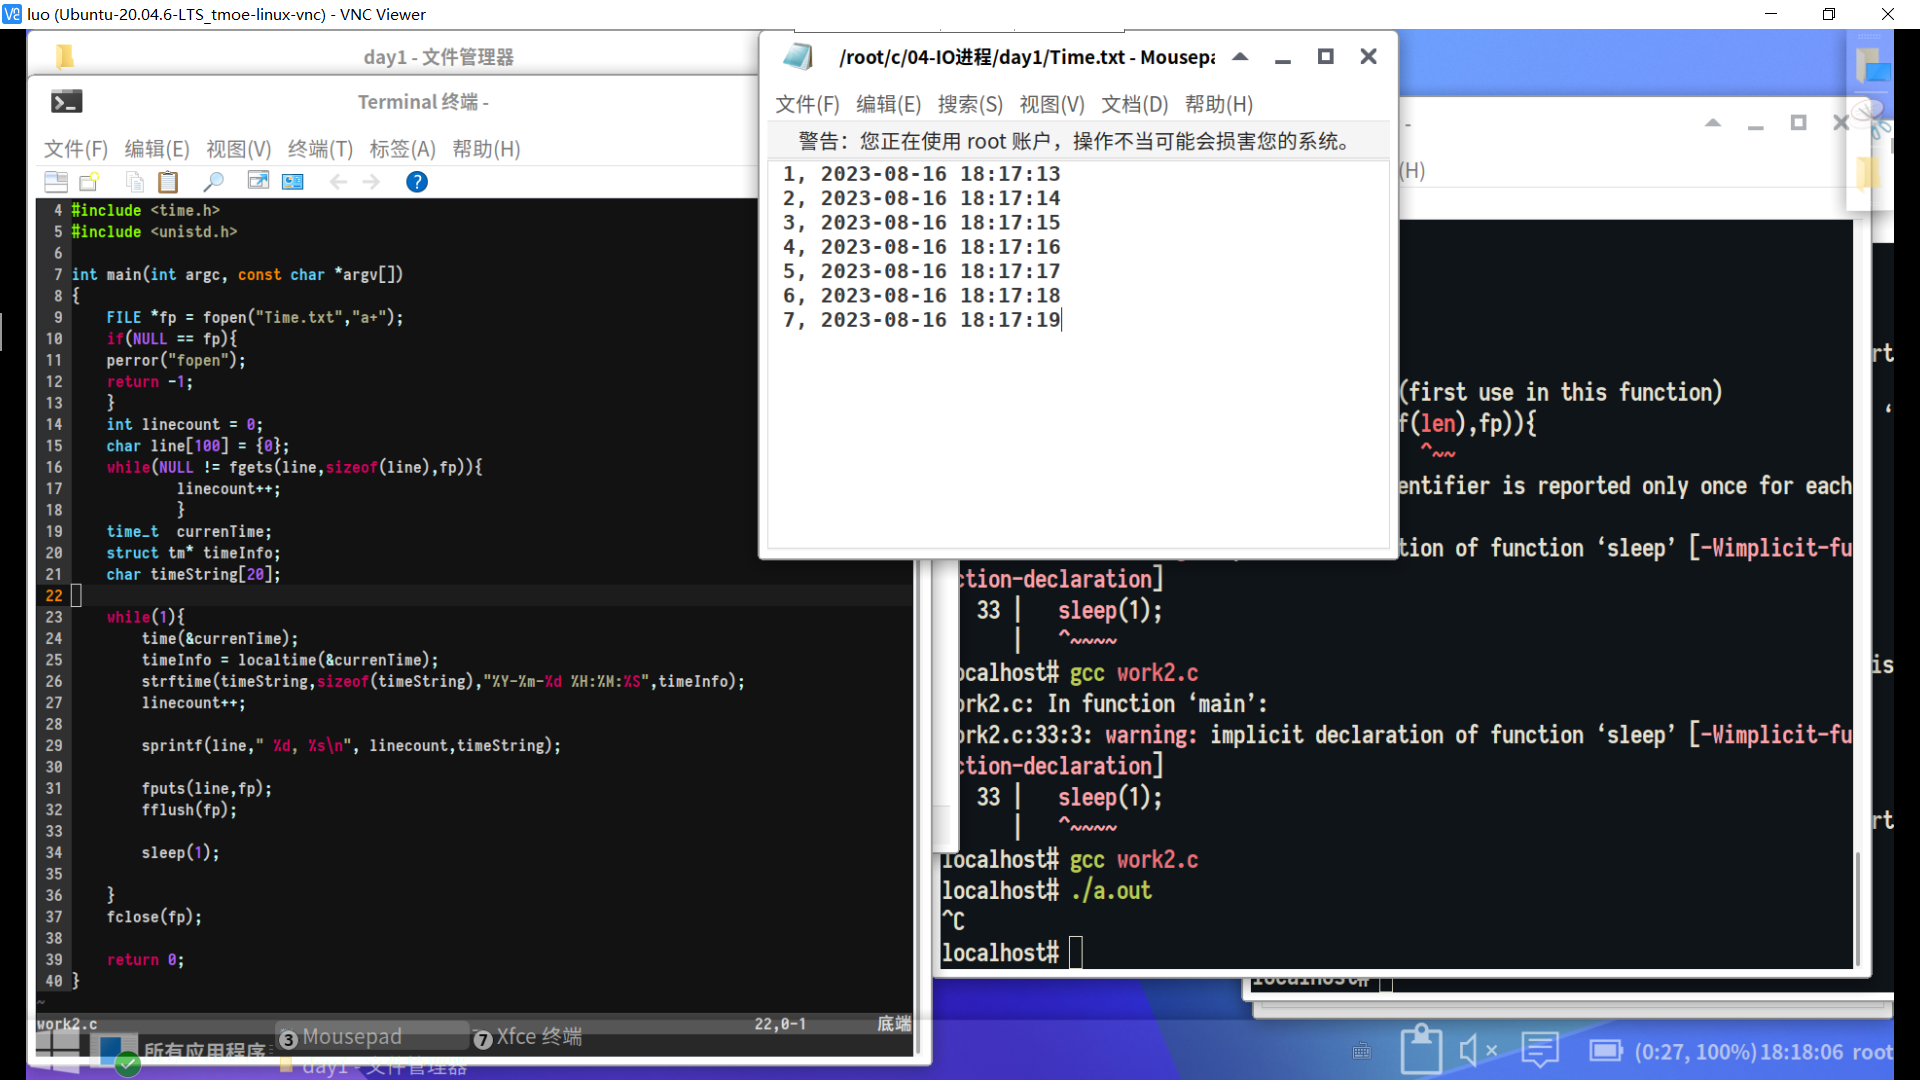 luo (Ubuntu-20.04.6-LTS_tmoe-linux-vnc) - VNC Viewer
day1 - 文件管理器
Terminal 终端 -
文件(F) 编辑(E) 视图(V) 终端(T) 标签(A) 帮助(H)
4 #include <time.h>
5 #include <unistd.h>
6
7 int main(int argc, const char *argv[])
8 {
9 FILE *fp = fopen("Time.txt","a+");
10 if(NULL == fp){
11 perror("fopen");
12 return -1;
13 }
14 int linecount = 0;
15 char line[100] = {0};
16 while(NULL != fgets(line,sizeof(line),fp)){
17 linecount++;
18 }
19 time_t currenTime;
20 struct tm* timeInfo;
21 char timeString[20];
22
23 while(1){
24 time(&currenTime);
25 timeInfo = localtime(&currenTime);
26 strftime(timeString,sizeof(timeString),"%Y-%m-%d %H:%M:%S",timeInfo);
27 linecount++;
28
29 sprintf(line," %d, %s\n", linecount,timeString);
30
31 fputs(line,fp);
32 fflush(fp);
33
34 sleep(1);
35
36 }
37 fclose(fp);
38
39 return 0;
40 }
~
work2.c 22,0-1 底端
/root/c/04-IO进程/day1/Time.txt - Mousepa
文件(F) 编辑(E) 搜索(S) 视图(V) 文档(D) 帮助(H)
警告：您正在使用 root 账户，操作不当可能会损害您的系统。
1, 2023-08-16 18:17:13
2, 2023-08-16 18:17:14
3, 2023-08-16 18:17:15
4, 2023-08-16 18:17:16
5, 2023-08-16 18:17:17
6, 2023-08-16 18:17:18
7, 2023-08-16 18:17:19
-
(H)
rt
(first use in this function)
f(len),fp)){
^~~
entifier is reported only once for each
tion of function ‘sleep’ [-Wimplicit-fu
ction-declaration]
33 | sleep(1);
| ^~~~~
ocalhost# gcc work2.c
is
ork2.c: In function ‘main’:
ork2.c:33:3: warning: implicit declaration of function ‘sleep’ [-Wimplicit-fu
ction-declaration]
33 | sleep(1);
rt
| ^~~~~
localhost# gcc work2.c
localhost# ./a.out
^C
localhost#
localhost#
所有应用程序
3 Mousepad
7 Xfce 终端
day1 - 文件管理器
(0:27, 100%) 18:18:06 root